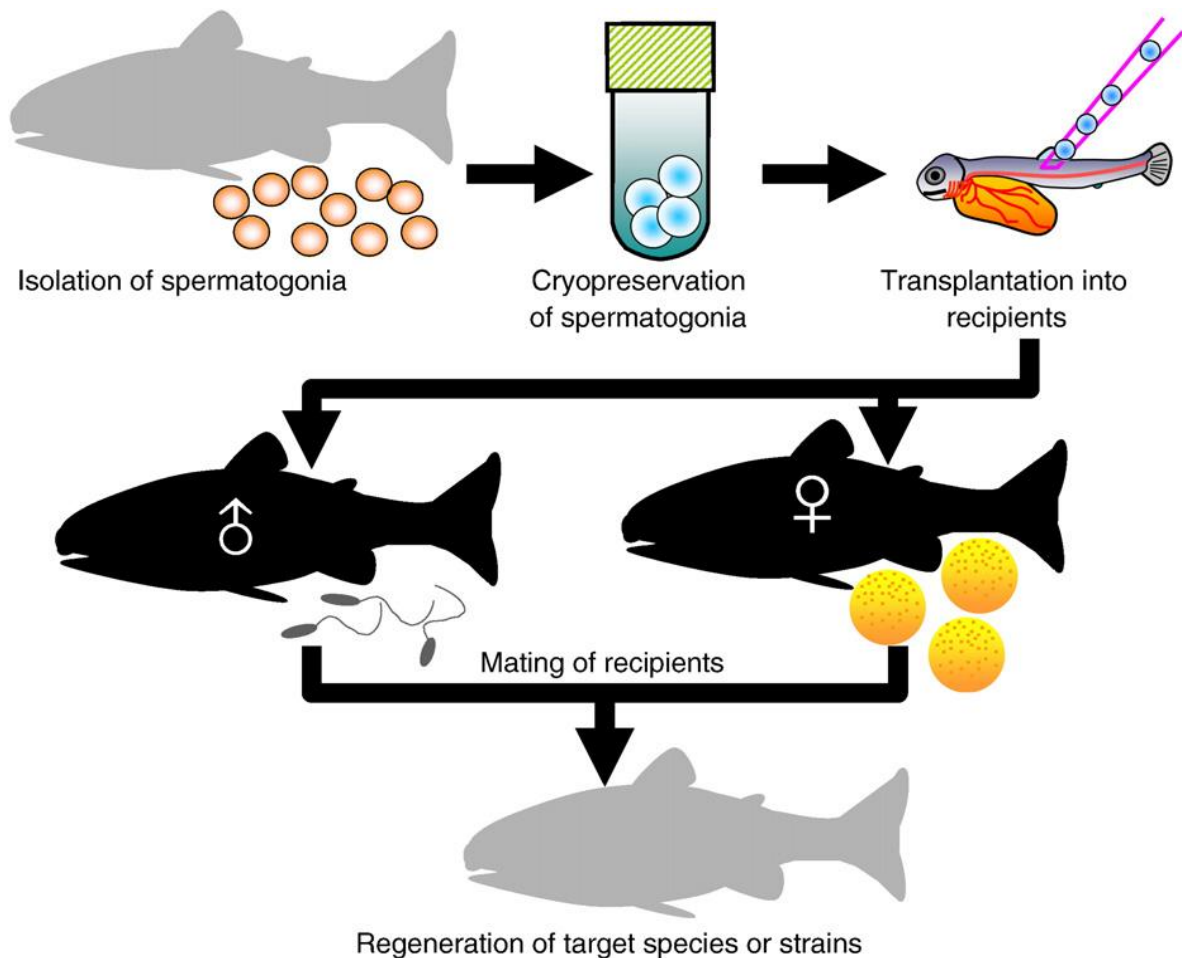 Isolation of spermatogonia
Cryopreservation
of spermatogonia
Transplantation into
recipients
♂
♀
Mating of recipients
Regeneration of target species or strains